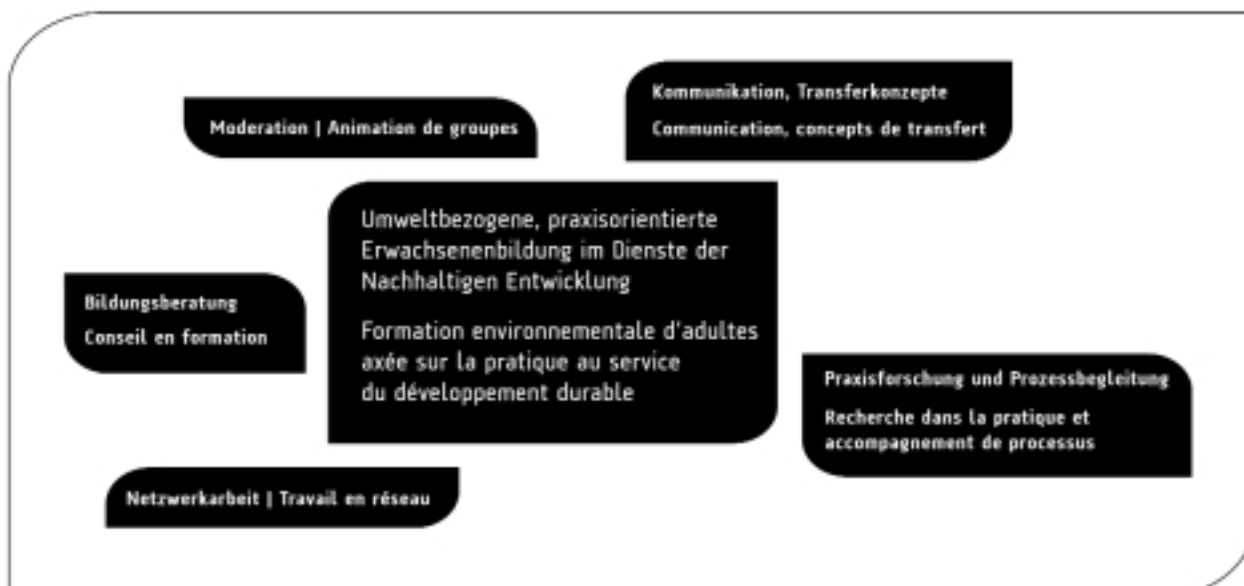 Moderation | Animation de groupes
Kommunikation, Transferkonzepte
Communication, concepts de transfert
Umweltbezogene, praxisorientierte
Erwachsenenbildung im Dienste der
Nachhaltigen Entwicklung
Formation environnementale d'adultes
axée sur la pratique au service
du développement durable
Bildungsberatung
Conseil en formation
Praxisforschung und Prozessbegleitung
Recherche dans la pratique et
accompagnement de processus
Netzwerkarbeit | Travail en réseau